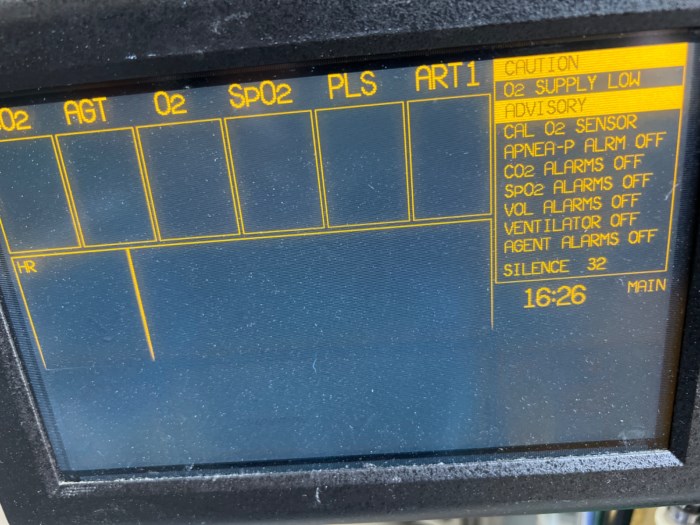 O2 AGT O2 SPO2 PLS ART1
CAUTION
O2 SUPPLY LOW
ADVISORY
CAL O2 SENSOR
APNEA-P ALRM OFF
CO2 ALARMS OFF
SPO2 ALARMS OFF
VOL ALARMS OFF
VENTILATOR OFF
AGENT ALARMS OFF
SILENCE 32
HR
16:26 MAIN